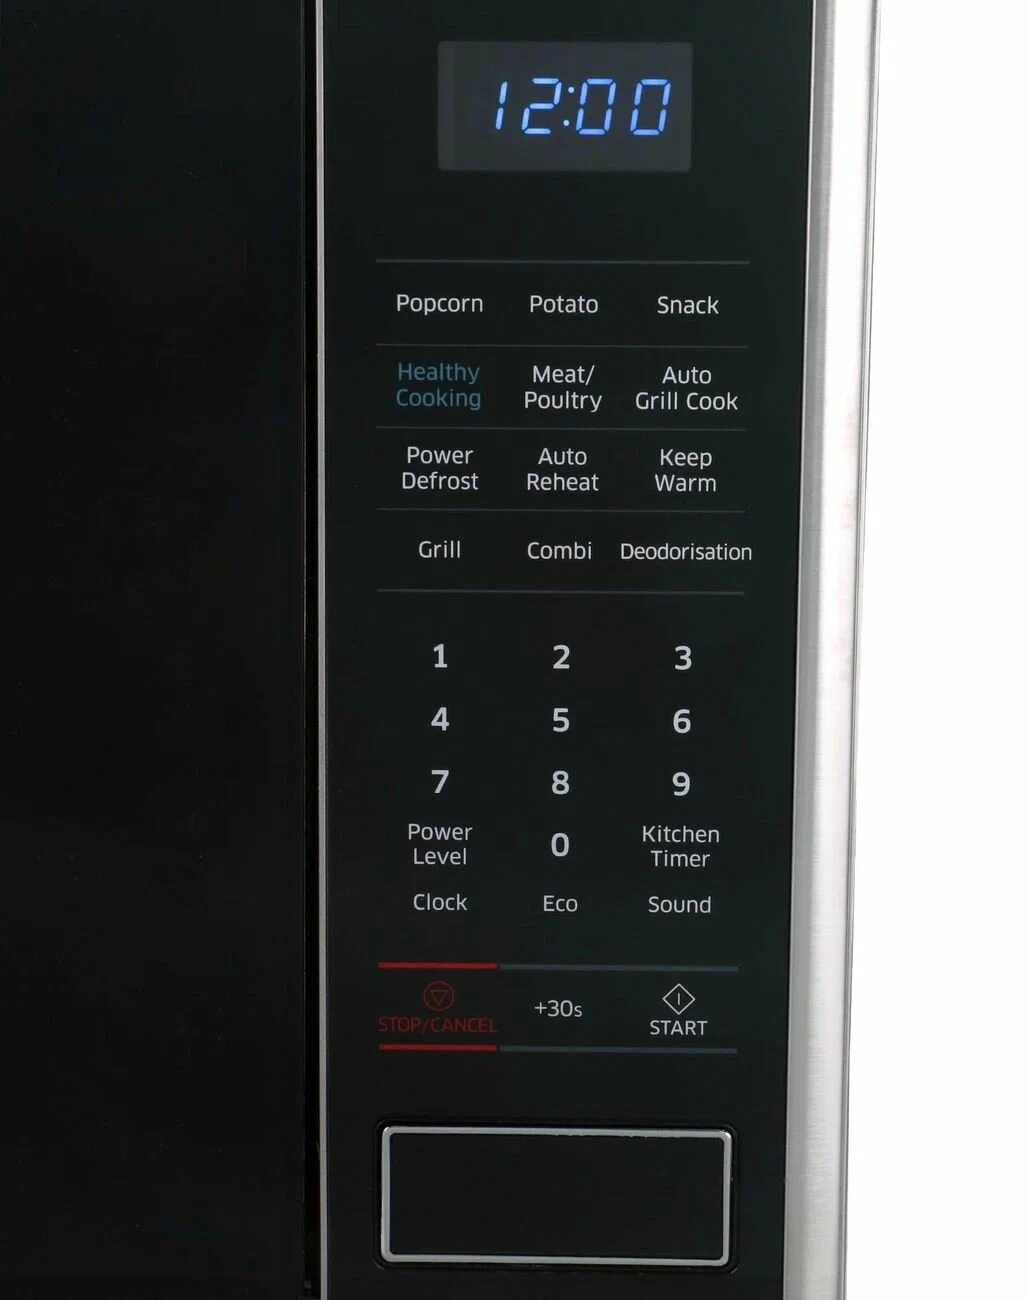 12:00
Popcorn Potato Snack
Healthy Meat/ Auto
Cooking Poultry Grill Cook
Power Auto Keep
Defrost Reheat Warm
Grill Combi Deodorisation
1 2 3
4 5 6
7 8 9
Power Kitchen
Level 0 Timer
Clock Eco Sound
STOP/CANCEL +30s START